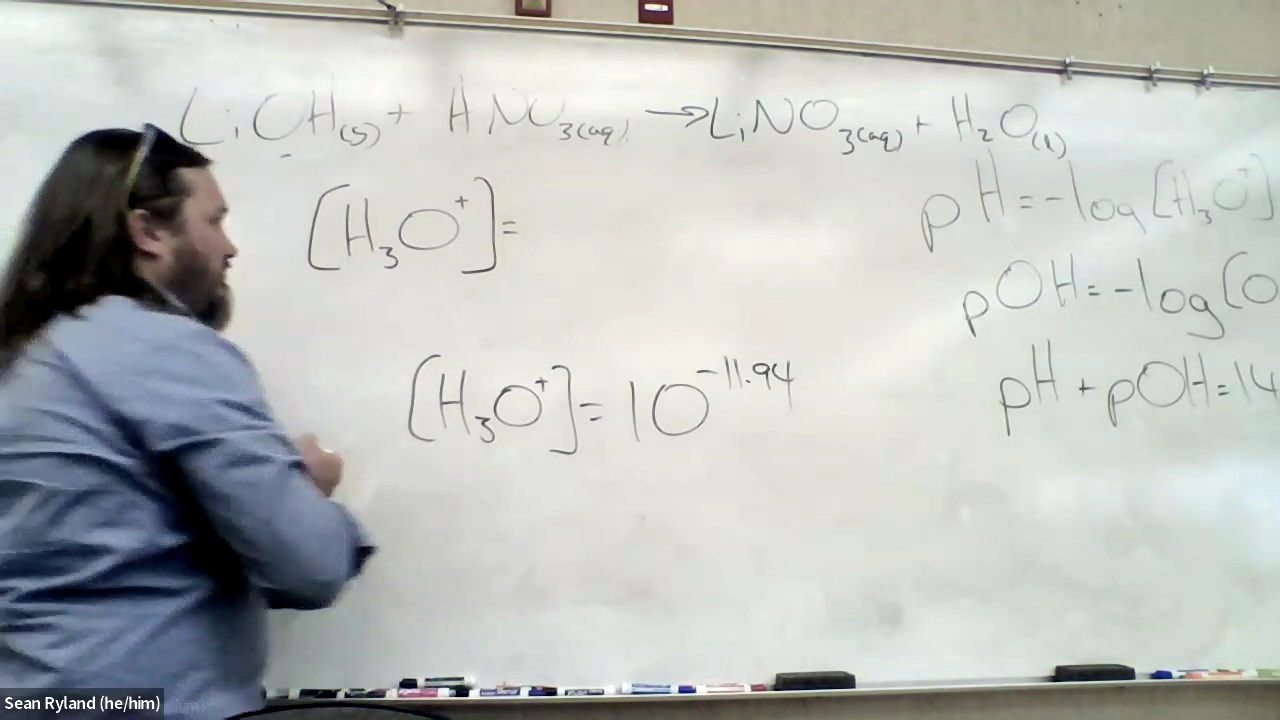 LiOH(s) + HNO₃(aq) → LiNO₃(aq) + H₂O(l)
[H₃O⁺]=
pH=-log[H₃O⁺]
pOH=-log[O
[H₃O⁺]=10⁻¹¹·⁹⁴
pH + pOH=14
Sean Ryland (he/him)